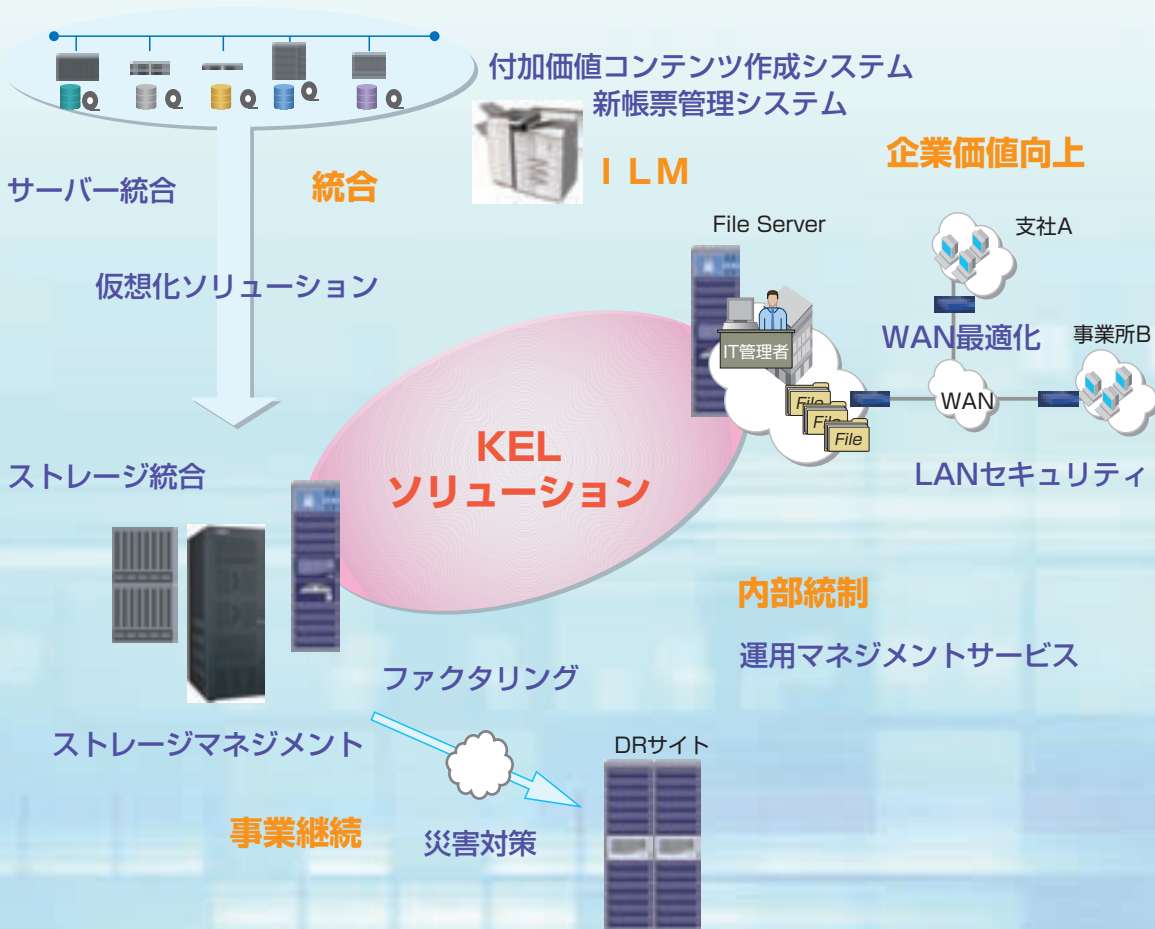 付加価値コンテンツ作成システム
新帳票管理システム
企業価値向上
サーバー統合
統合
ILM
File Server
支社A
仮想化ソリューション
WAN最適化
事業所B
IT管理者
File
File
File
WAN
KEL
ソリューション
ストレージ統合
LANセキュリティ
内部統制
運用マネジメントサービス
ファクタリング
ストレージマネジメント
DRサイト
事業継続
災害対策